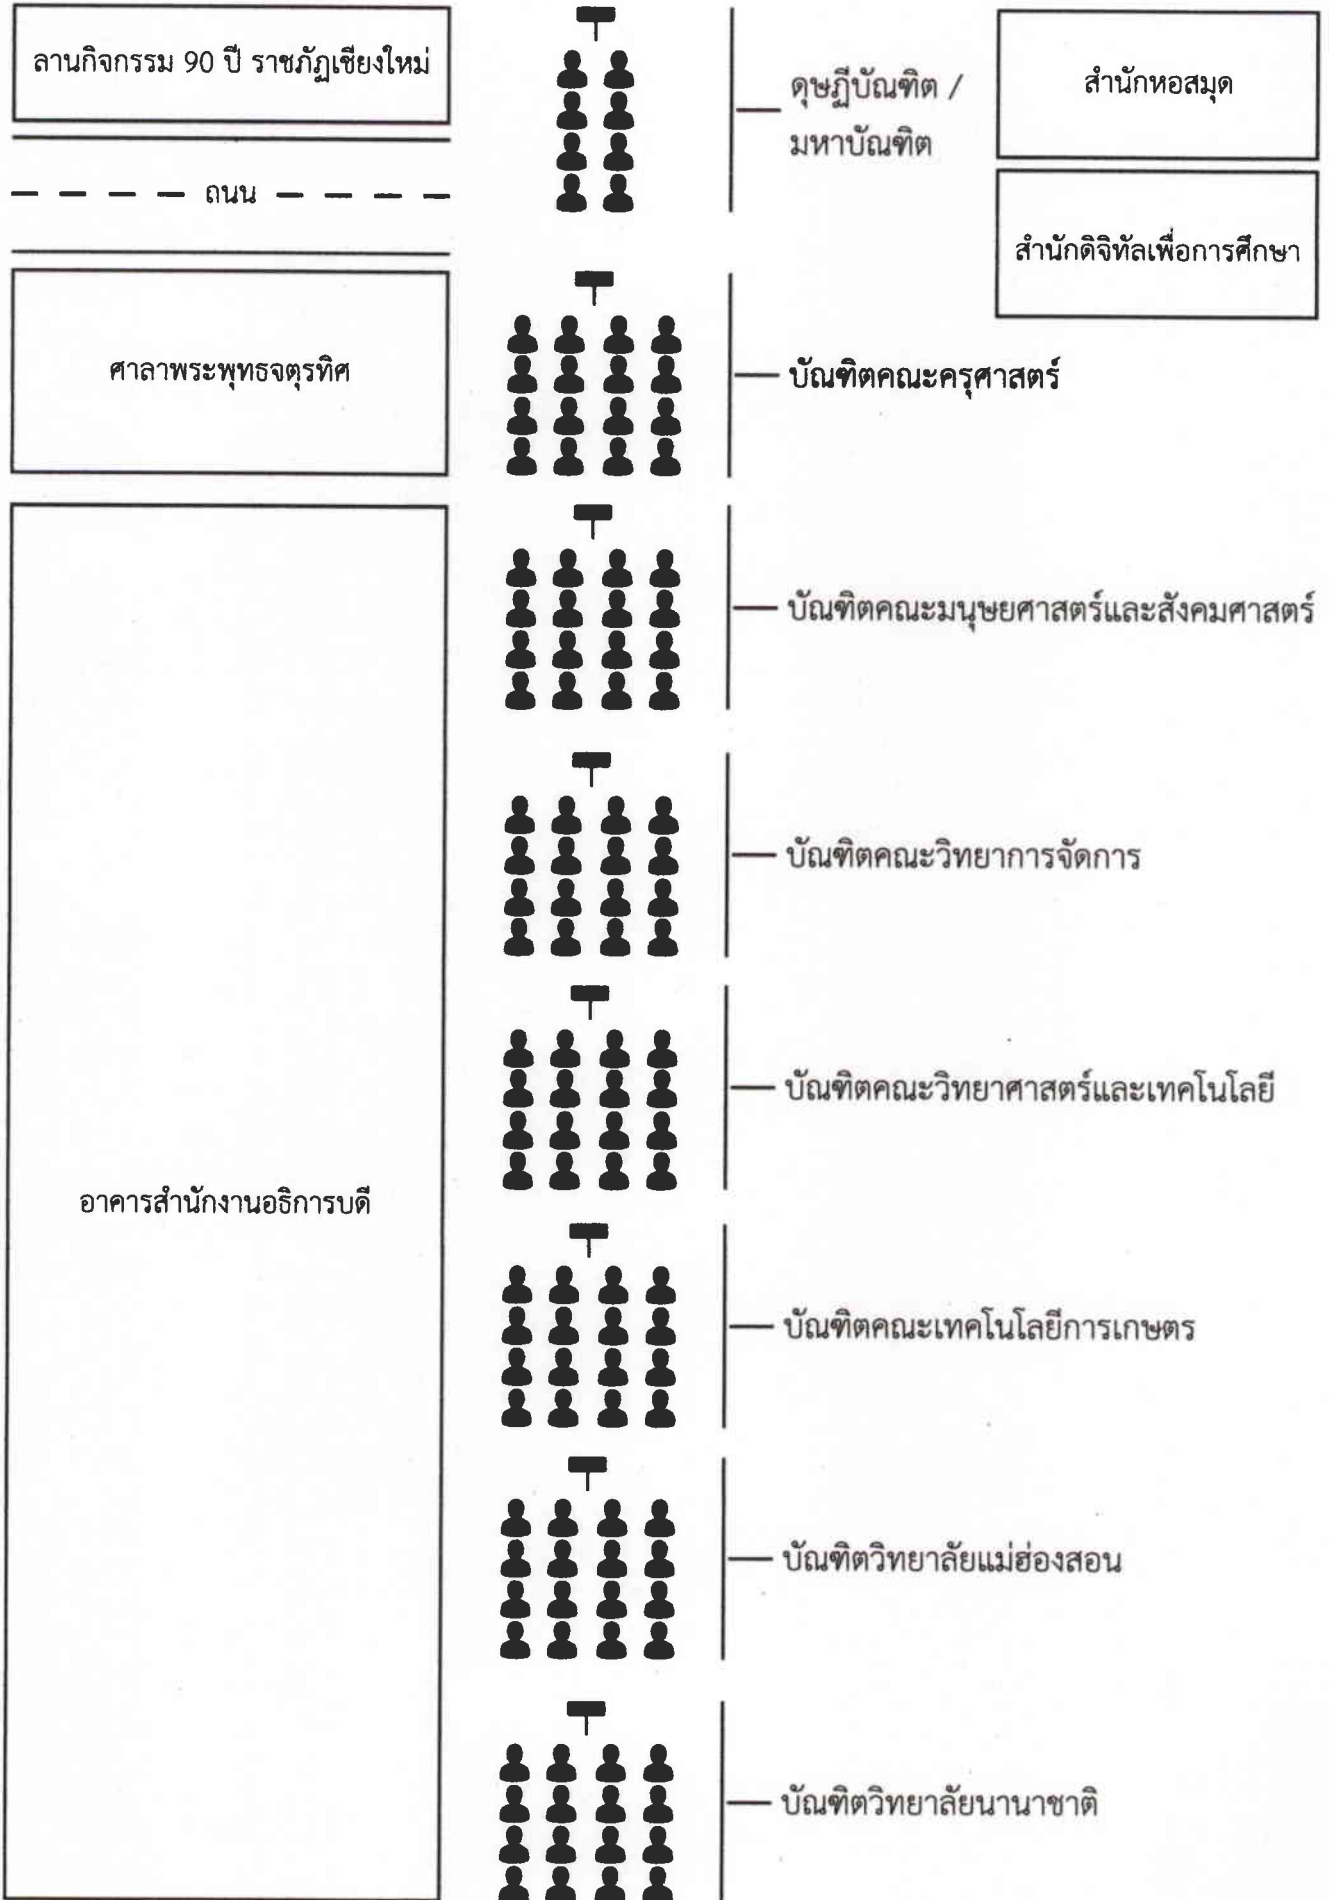 ลานกิจกรรม 90 ปี ราชภัฏเชียงใหม่
ดุษฎีบัณฑิต /
มหาบัณฑิต
สำนักหอสมุด
ถนน
สำนักดิจิทัลเพื่อการศึกษา
ศาลาพระพุทธจตุรทิศ
บัณฑิตคณะครุศาสตร์
บัณฑิตคณะมนุษยศาสตร์และสังคมศาสตร์
บัณฑิตคณะวิทยาการจัดการ
บัณฑิตคณะวิทยาศาสตร์และเทคโนโลยี
อาคารสำนักงานอธิการบดี
บัณฑิตคณะเทคโนโลยีการเกษตร
บัณฑิตวิทยาลัยแม่ฮ่องสอน
บัณฑิตวิทยาลัยนานาชาติ